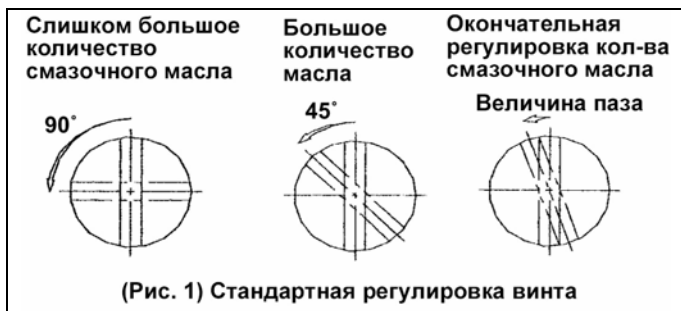 Слишком большое
количество
смазочного масла
90°
Большое
количество
масла
45°
Окончательная
регулировка кол-ва
смазочного масла
Величина паза
(Рис. 1) Стандартная регулировка винта